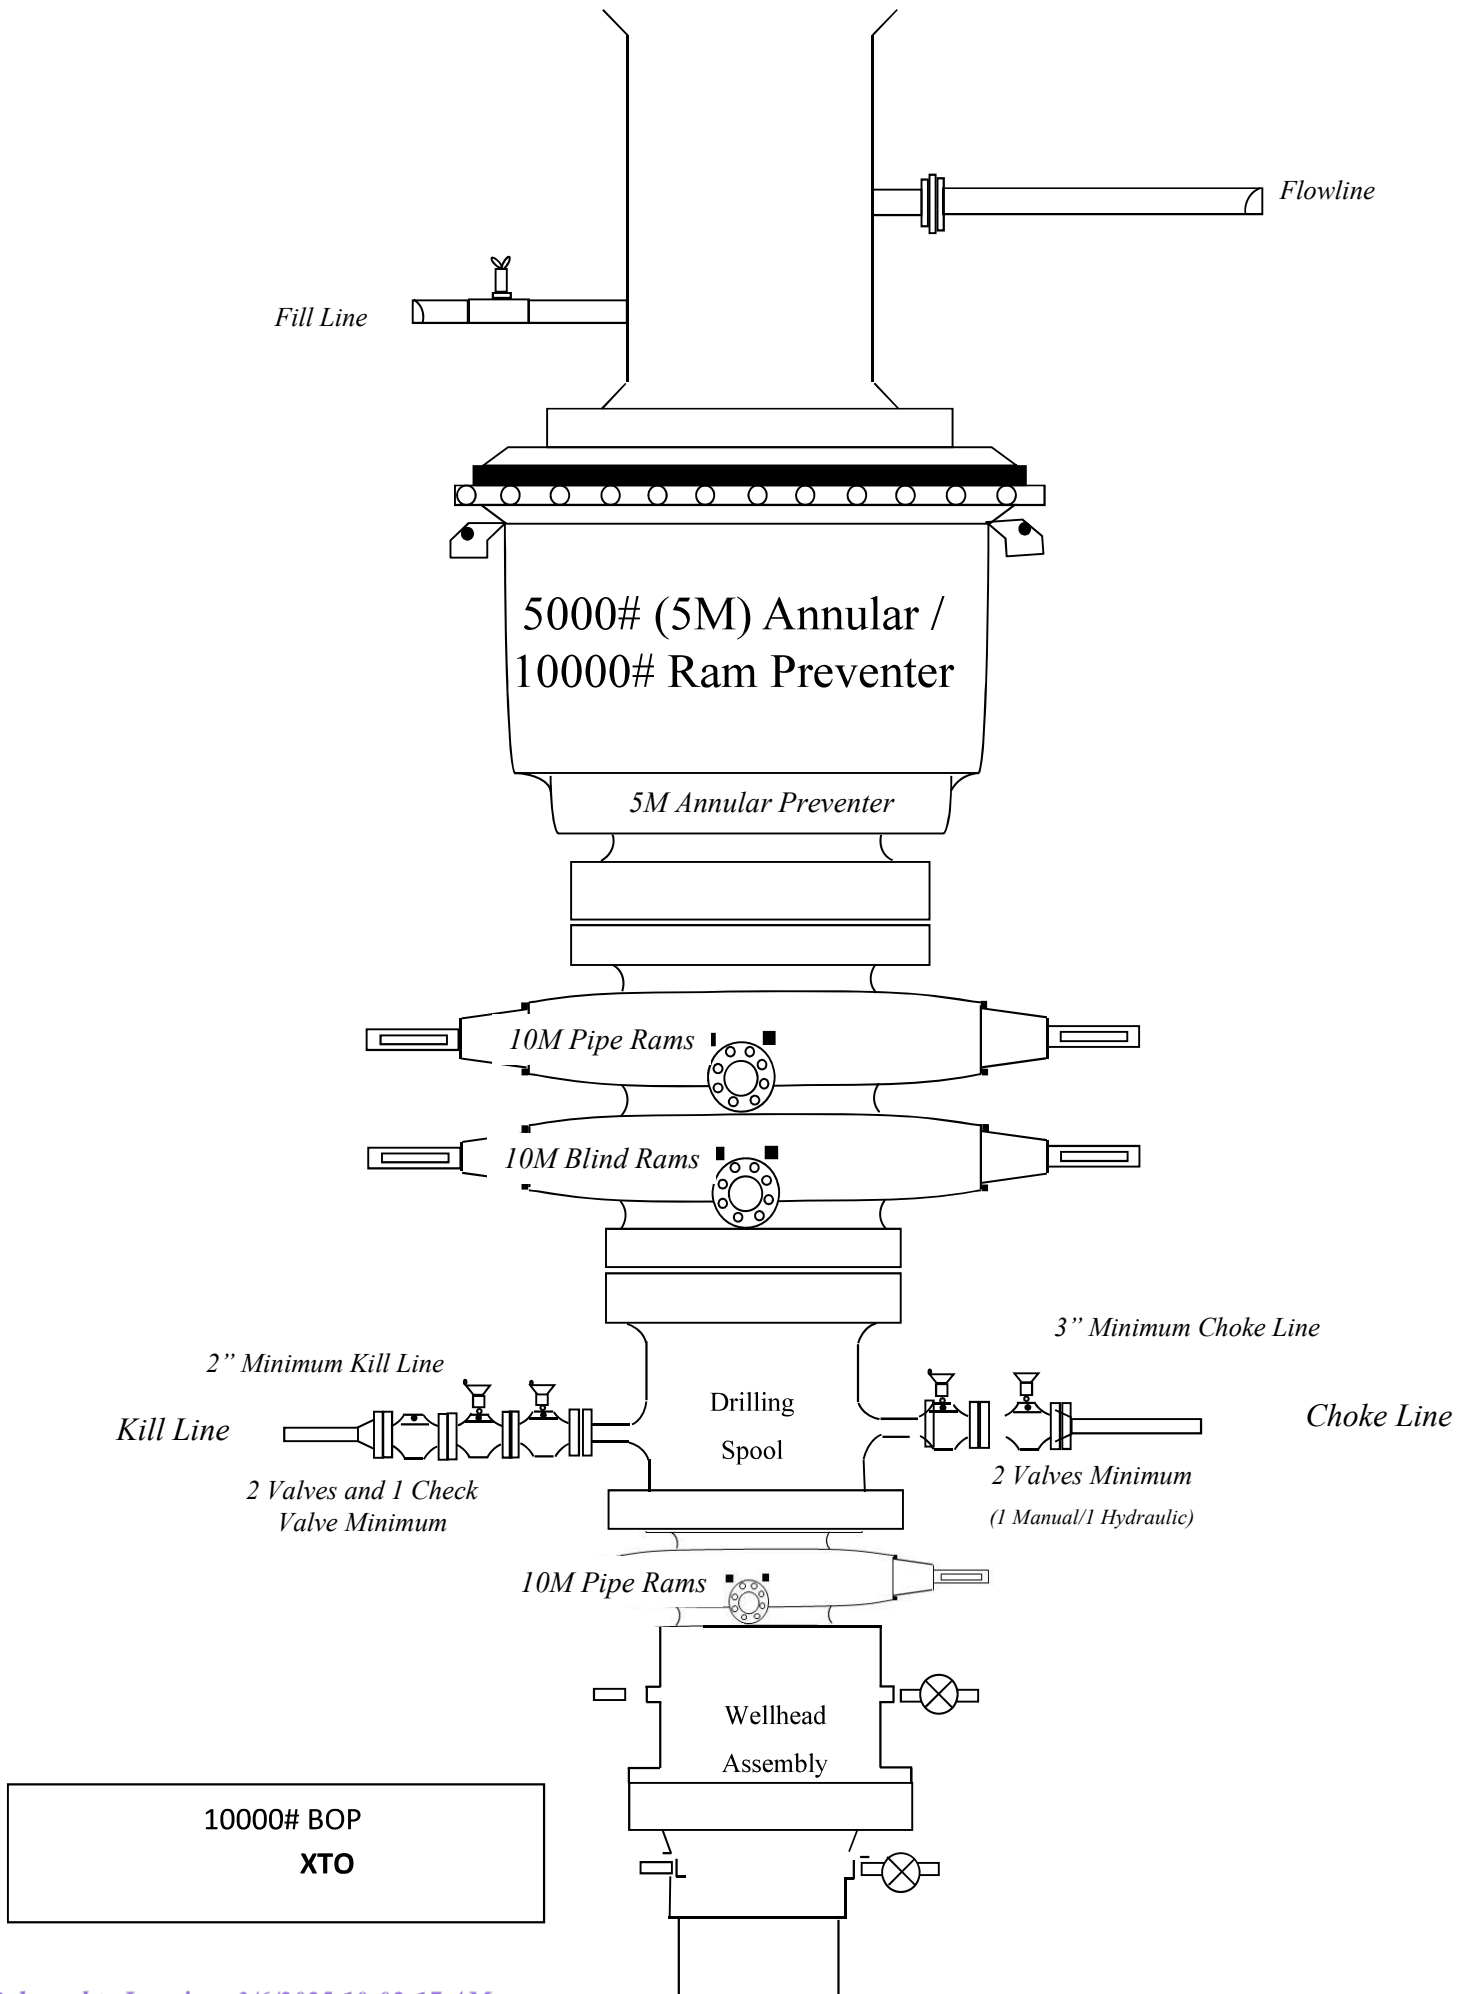 Flowline
Fill Line
5000# (5M) Annular /
10000# Ram Preventer
5M Annular Preventer
10M Pipe Rams
10M Blind Rams
3” Minimum Choke Line
2” Minimum Kill Line
Drilling
Spool
Kill Line
Choke Line
2 Valves and 1 Check
Valve Minimum
2 Valves Minimum
(1 Manual/1 Hydraulic)
10M Pipe Rams
Wellhead
Assembly
10000# BOP
XTO